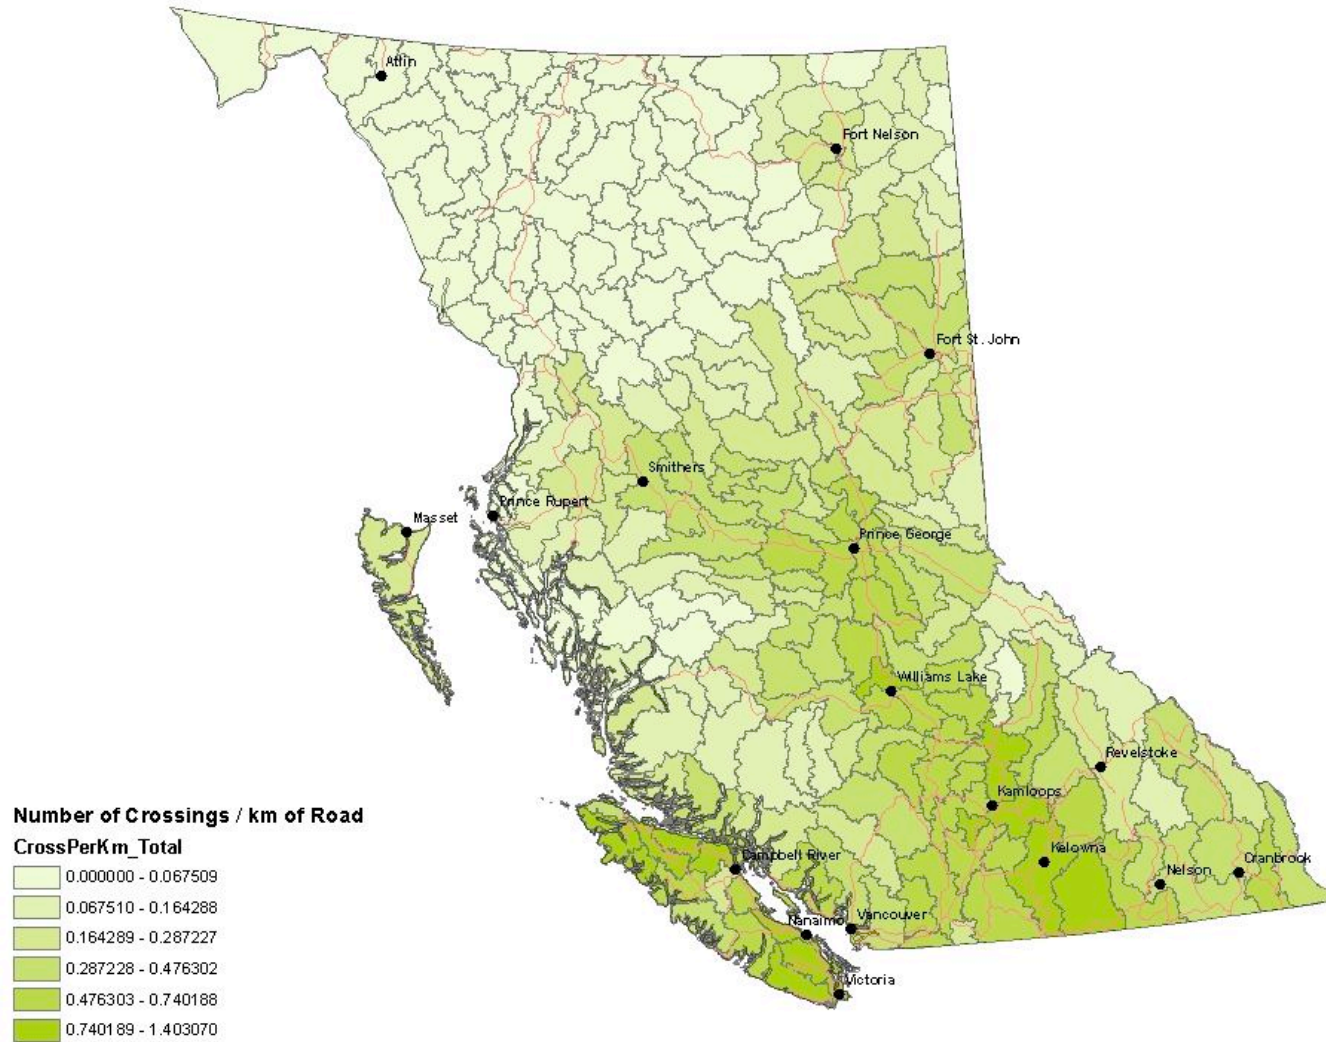 Atlin
Fort Nelson
Fort St. John
Smithers
Prince Rupert
Masset
Prince George
Williams Lake
Revelstoke
Kamloops
Kelowna
Cranbrook
Nelson
Campbell River
Vancouver
Nanaimo
Victoria
Number of Crossings / km of Road
CrossPerKm_Total
0.000000 - 0.067509
0.067510 - 0.164288
0.164289 - 0.287227
0.287228 - 0.476302
0.476303 - 0.740188
0.740189 - 1.403070